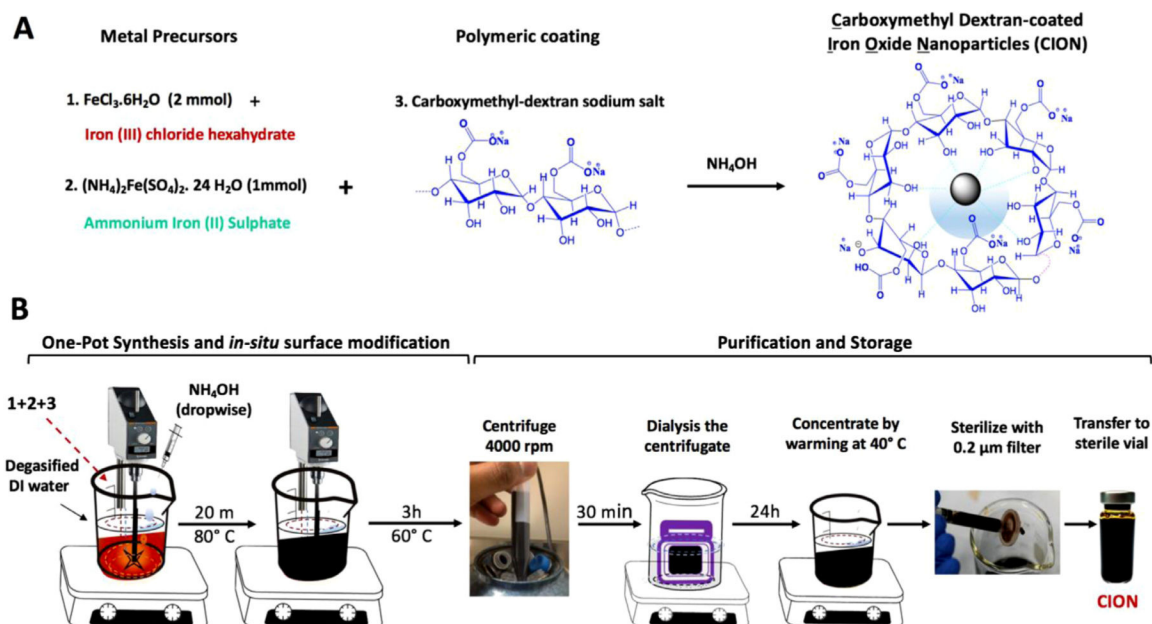 A
Metal Precursors
1. FeCl₃.6H₂O (2 mmol) +
Iron (III) chloride hexahydrate
2. (NH₄)₂Fe(SO₄)₂. 24 H₂O (1mmol)
Ammonium Iron (II) Sulphate
+
Polymeric coating
3. Carboxymethyl-dextran sodium salt
NH₄OH
Carboxymethyl Dextran-coated
Iron Oxide Nanoparticles (CION)
B
One-Pot Synthesis and in-situ surface modification
1+2+3
NH₄OH
(dropwise)
Degasified
DI water
20 m
80° C
3h
60° C
Purification and Storage
Centrifuge
4000 rpm
30 min
Dialysis the
centrifugate
24h
Concentrate by
warming at 40° C
Sterilize with
0.2 µm filter
Transfer to
sterile vial
CION